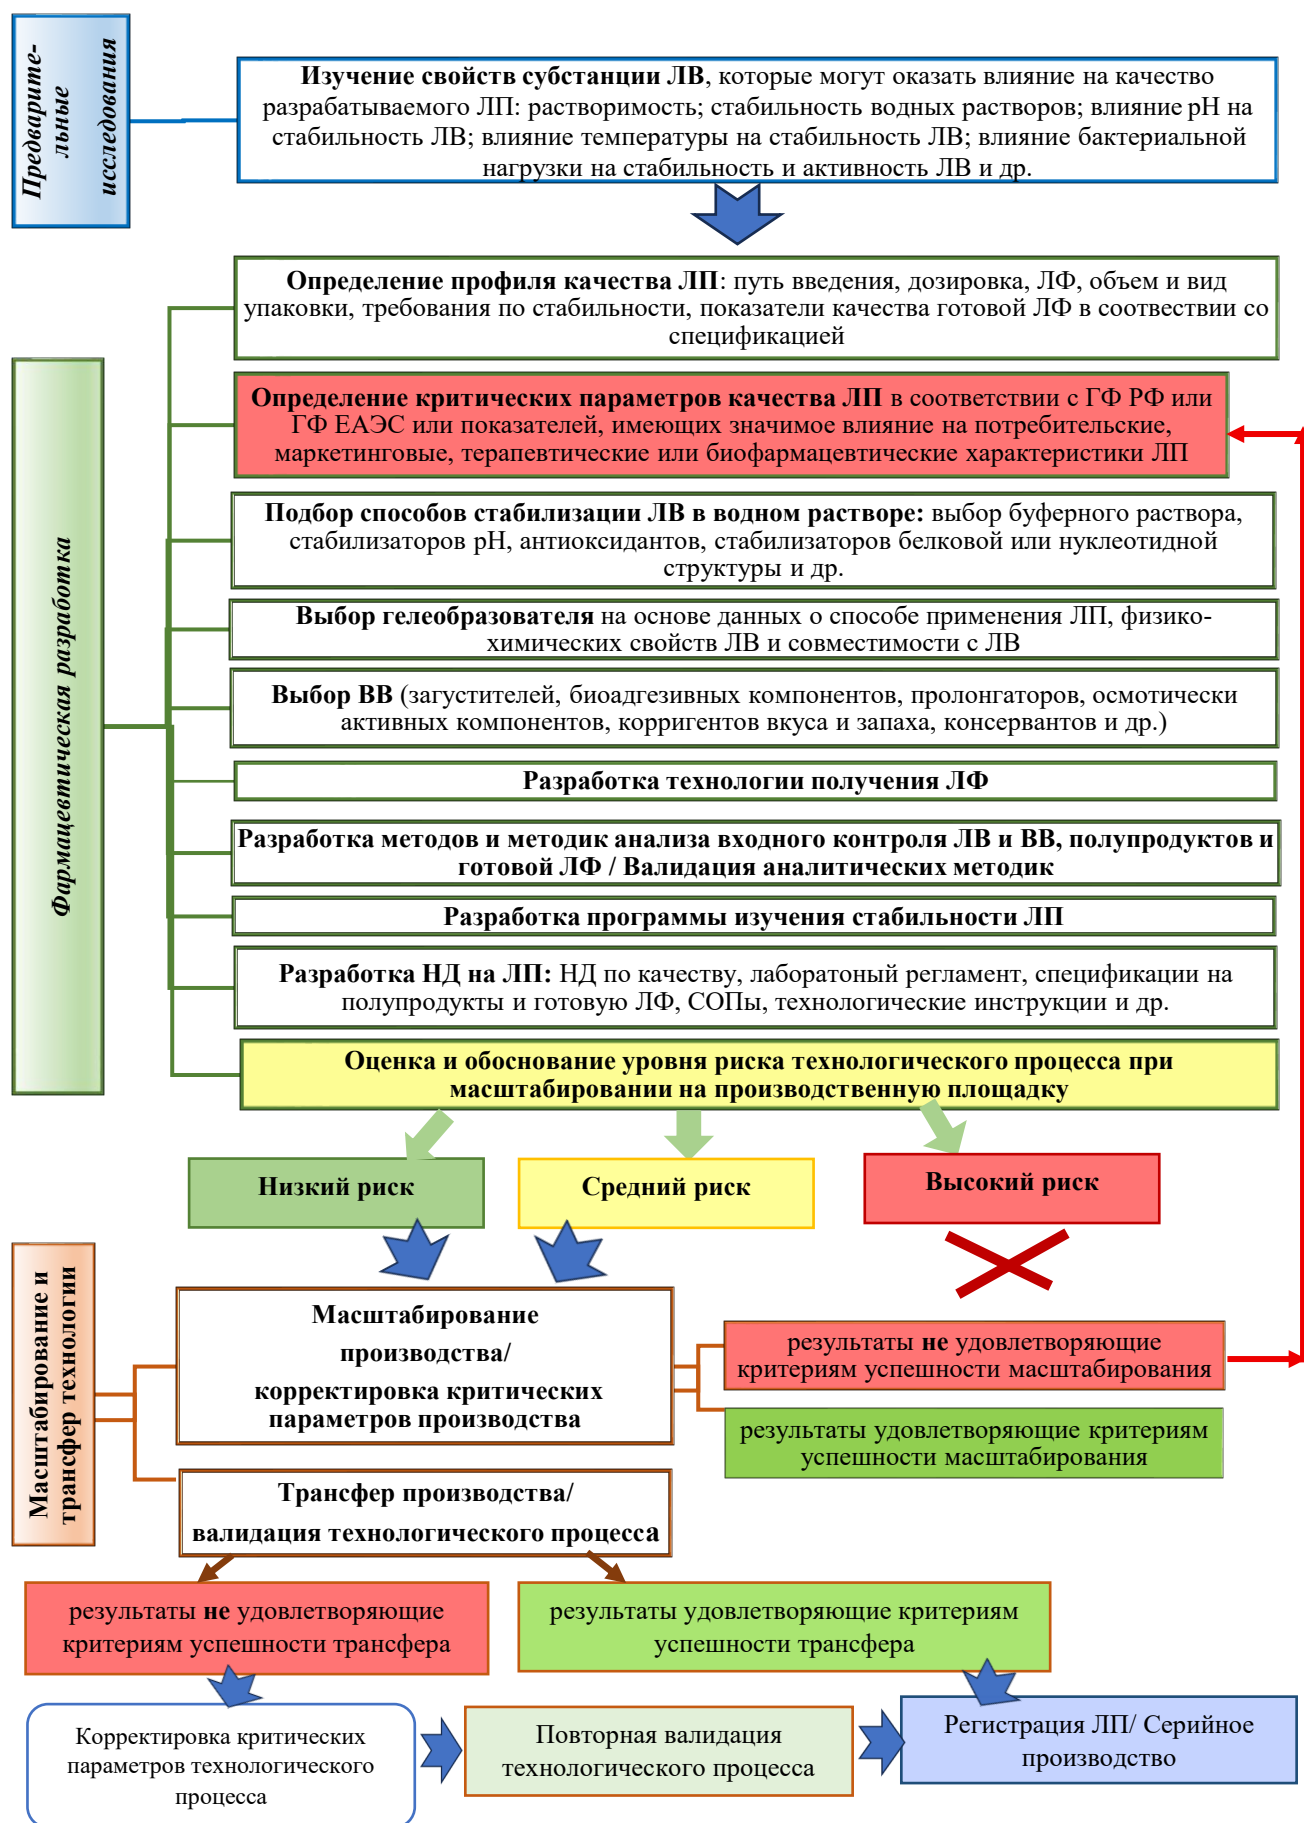 Предварите-
льные
исследования
Изучение свойств субстанции ЛВ, которые могут оказать влияние на качество
разрабатываемого ЛП: растворимость; стабильность водных растворов; влияние pH на
стабильность ЛВ; влияние температуры на стабильность ЛВ; влияние бактериальной
нагрузки на стабильность и активность ЛВ и др.
Фармацевтическая разработка
Определение профиля качества ЛП: путь введения, дозировка, ЛФ, объем и вид
упаковки, требования по стабильности, показатели качества готовой ЛФ в соотвествии со
спецификацией
Определение критических параметров качества ЛП в соответствии с ГФ РФ или
ГФ ЕАЭС или показателей, имеющих значимое влияние на потребительские,
маркетинговые, терапевтические или биофармацевтические характеристики ЛП
Подбор способов стабилизации ЛВ в водном растворе: выбор буферного раствора,
стабилизаторов pH, антиоксидантов, стабилизаторов белковой или нуклеотидной
структуры и др.
Выбор гелеобразователя на основе данных о способе применения ЛП, физико-
химических свойств ЛВ и совместимости с ЛВ
Выбор ВВ (загустителей, биоадгезивных компонентов, пролонгаторов, осмотически
активных компонентов, корригентов вкуса и запаха, консервантов и др.)
Разработка технологии получения ЛФ
Разработка методов и методик анализа входного контроля ЛВ и ВВ, полупродуктов и
готовой ЛФ / Валидация аналитических методик
Разработка программы изучения стабильности ЛП
Разработка НД на ЛП: НД по качеству, лаборатоный регламент, спецификации на
полупродукты и готовую ЛФ, СОПы, технологические инструкции и др.
Оценка и обоснование уровня риска технологического процесса при
масштабировании на производственную площадку
Низкий риск
Средний риск
Высокий риск
Масштабирование и
трансфер технологии
Масштабирование
производства/
корректировка критических
параметров производства
результаты не удовлетворяющие
критериям успешности масштабирования
результаты удовлетворяющие критериям
успешности масштабирования
Трансфер производства/
валидация технологического процесса
результаты не удовлетворяющие
критериям успешности трансфера
результаты удовлетворяющие критериям
успешности трансфера
Корректировка критических
параметров технологического
процесса
Повторная валидация
технологического процесса
Регистрация ЛП/ Серийное
производство